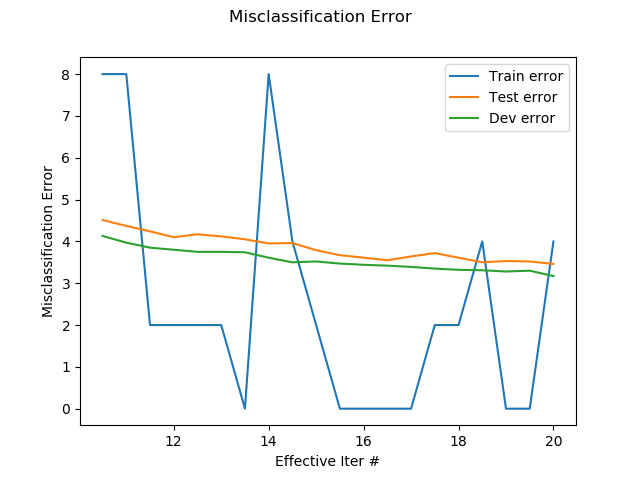 Misclassification Error
Train error
Test error
Dev error
8
7
6
5
4
3
2
1
0
Misclassification Error
12
14
16
18
20
Effective Iter #